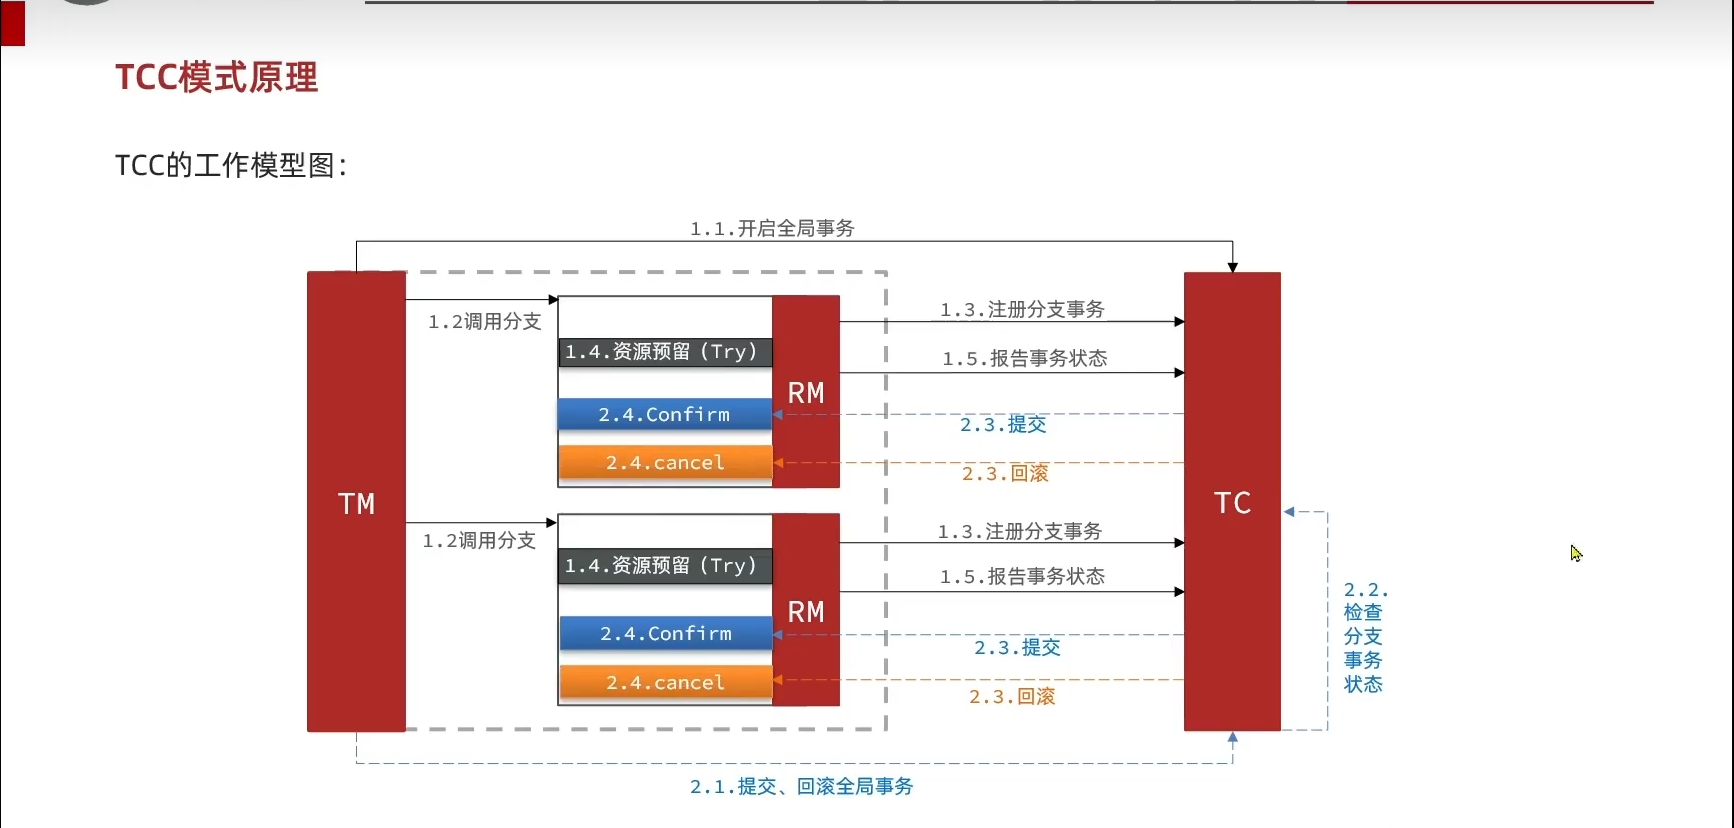 TCC模式原理
TCC的工作模型图：
1.1.开启全局事务
1.2调用分支
1.3.注册分支事务
1.4.资源预留（Try）
1.5.报告事务状态
RM
2.4.Confirm
2.3.提交
2.4.cancel
2.3.回滚
TM
TC
1.2调用分支
1.3.注册分支事务
1.4.资源预留（Try）
1.5.报告事务状态
RM
2.4.Confirm
2.3.提交
2.4.cancel
2.3.回滚
2.2.
检查
分支
事务
状态
2.1.提交、回滚全局事务